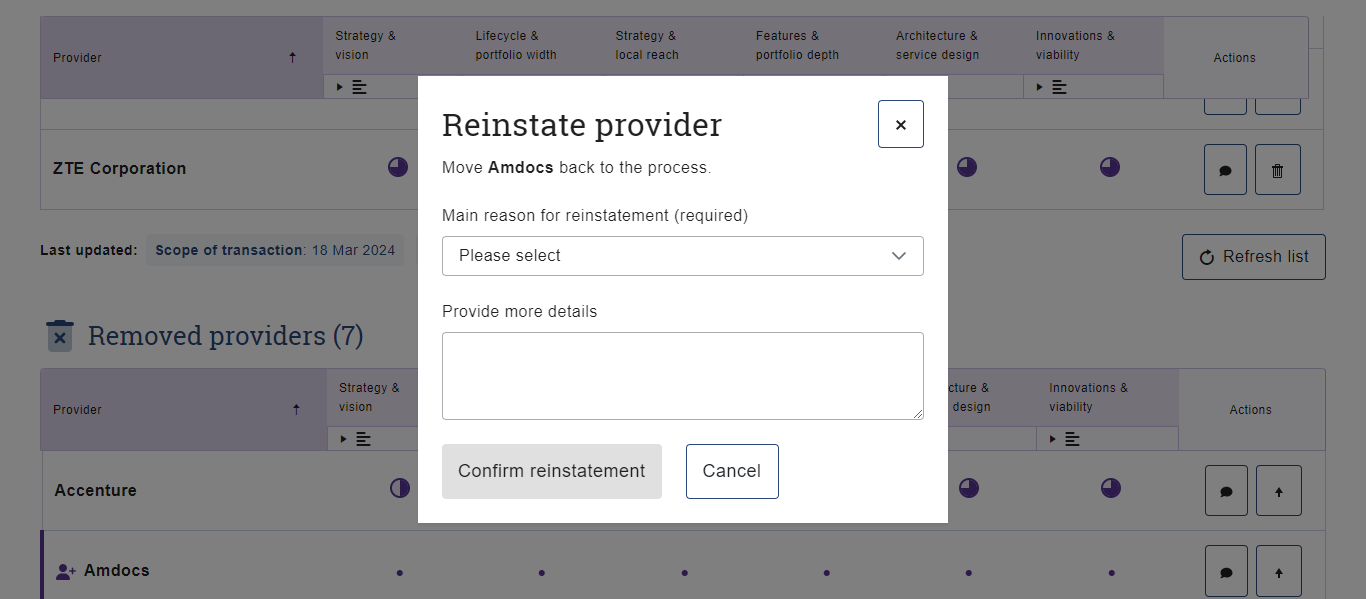 Provider ↑
Strategy &
vision
Lifecycle &
portfolio width
Strategy &
local reach
Features &
portfolio depth
Architecture &
service design
Innovations &
viability
Actions
ZTE Corporation
Last updated: Scope of transaction: 18 Mar 2024
Refresh list
Reinstate provider
Move Amdocs back to the process.
Main reason for reinstatement (required)
Please select
Provide more details
Confirm reinstatement
Cancel
Removed providers (7)
Provider ↑
Strategy &
vision
cture &
design
Innovations &
viability
Actions
Accenture
Amdocs